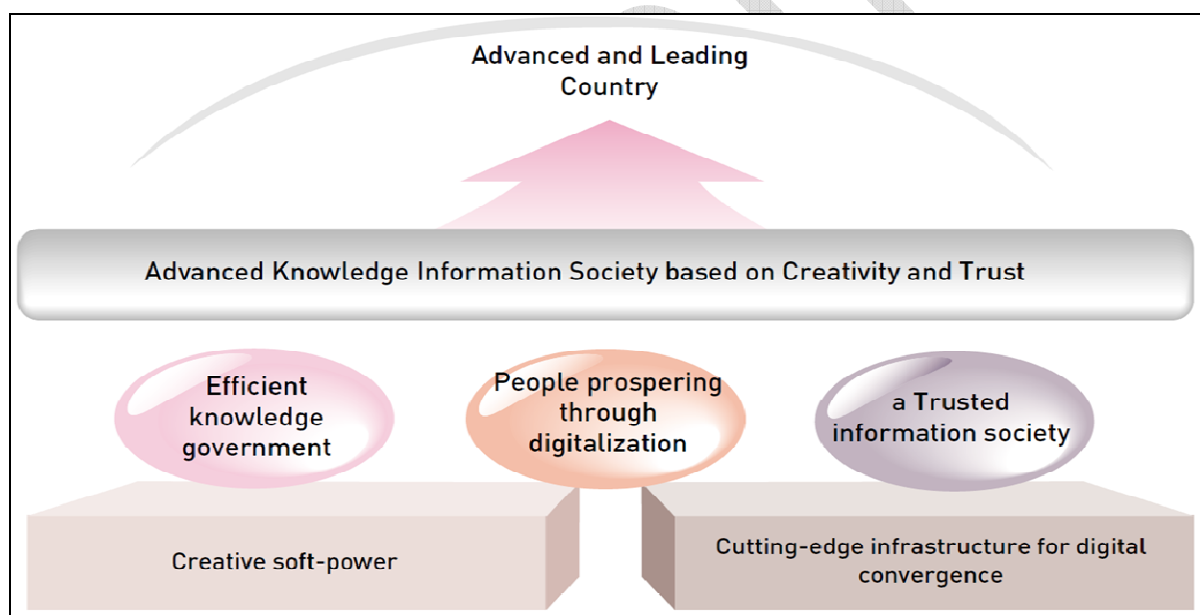 Advanced and Leading
Country
Advanced Knowledge Information Society based on Creativity and Trust
Efficient
knowledge
government
People prospering
through
digitalization
a Trusted
information society
Creative soft-power
Cutting-edge infrastructure for digital
convergence